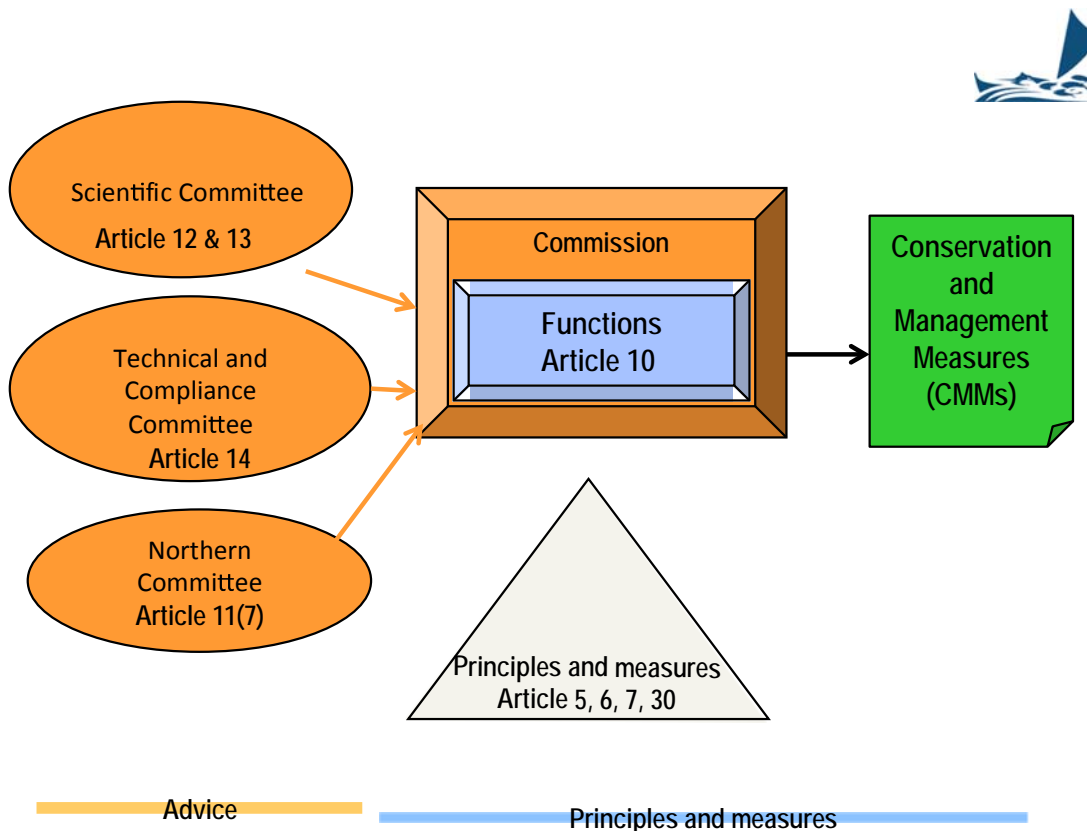 Scientific Committee
Article 12 & 13
Technical and
Compliance
Committee
Article 14
Northern
Committee
Article 11(7)
Commission
Functions
Article 10
Conservation
and
Management
Measures
(CMMs)
Principles and measures
Article 5, 6, 7, 30
Advice
Principles and measures